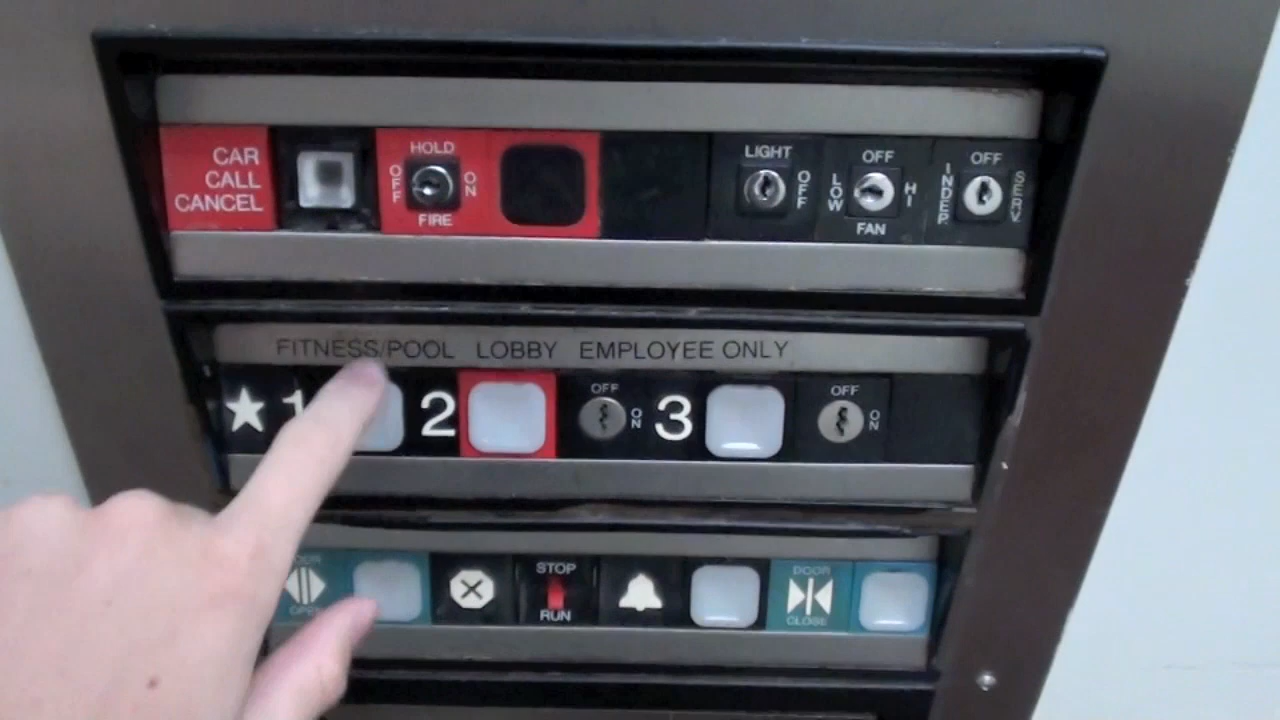 CAR
CALL
CANCEL
HOLD
OFF
ON
FIRE
LIGHT
OFF
OFF
LOW
HI
FAN
OFF
INDEP
SERV
FITNESS/POOL LOBBY EMPLOYEE ONLY
★1 2
OFF
ON
3
OFF
ON
DOOR
OPEN
STOP
RUN
DOOR
CLOSE